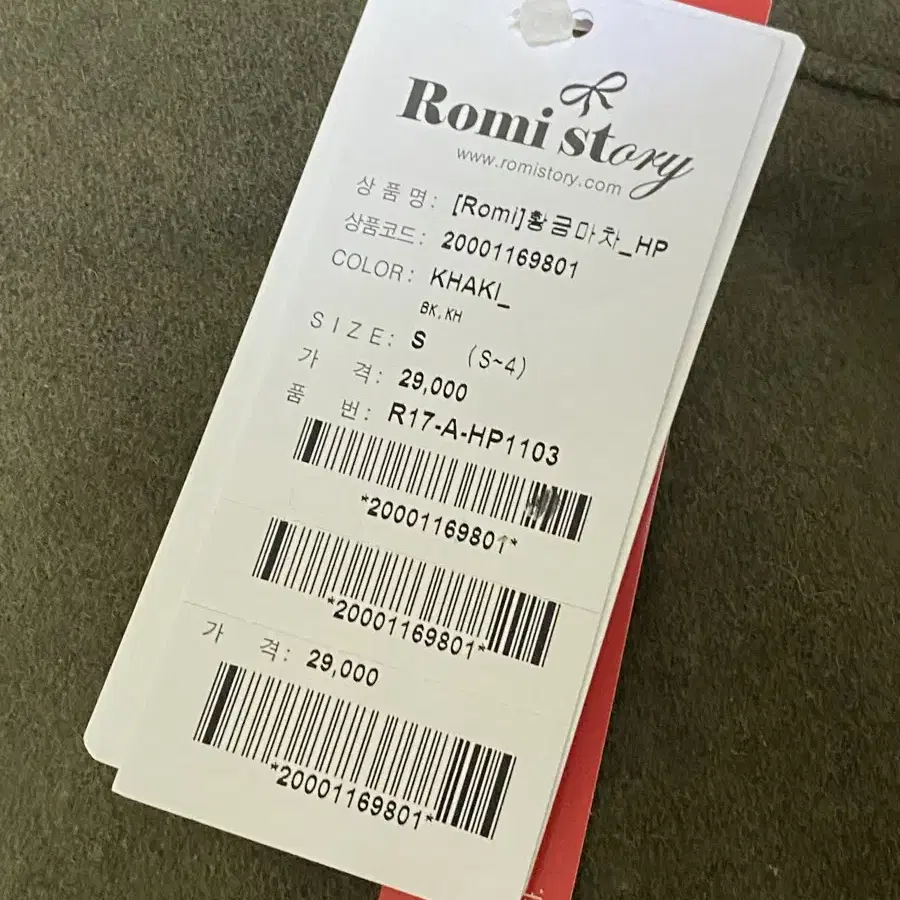 Romi story
www.romistory.com
상 품 명 : [Romi]황금마차_HP
상품코드 : 20001169801
COLOR : KHAKI_
BK, KH
S I Z E : S (S~4)
가 격 : 29,000
품 번 : R17-A-HP1103
*20001169801*
*20001169801*
가 격 : 29,000
*20001169801*